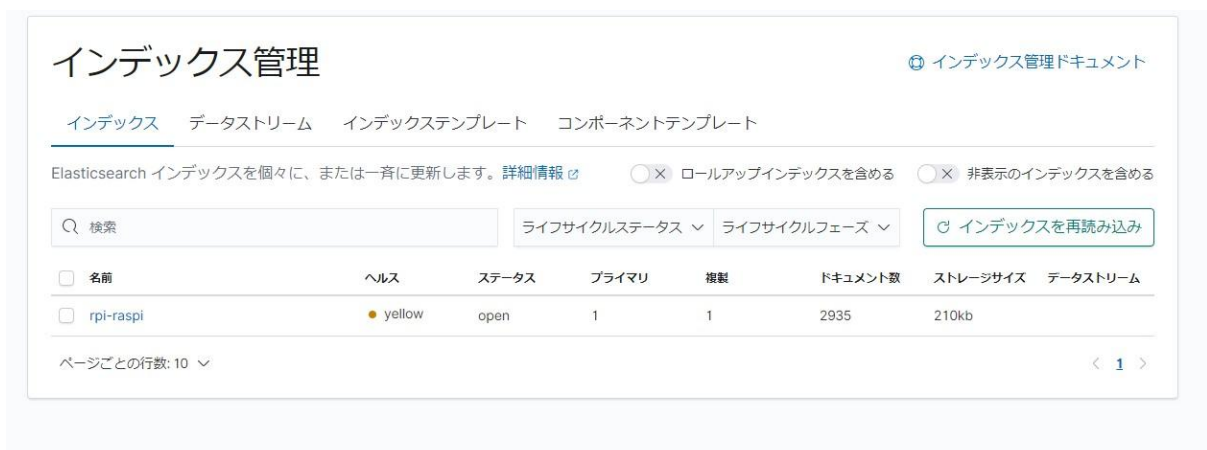 インデックス管理
インデックス管理ドキュメント
インデックス データストリーム インデックステンプレート コンポーネントテンプレート
Elasticsearch インデックスを個々に、または一斉に更新します。詳細情報 ロールアップインデックスを含める 非表示のインデックスを含める
検索 ライフサイクルステータス ライフサイクルフェーズ インデックスを再読み込み
名前 ヘルス ステータス プライマリ 複製 ドキュメント数 ストレージサイズ データストリーム
rpi-raspi yellow open 1 1 2935 210kb
ページごとの行数: 10 < 1 >